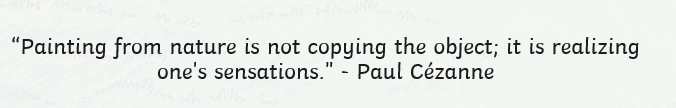 “Painting from nature is not copying the object; it is realizing
one's sensations." - Paul Cézanne